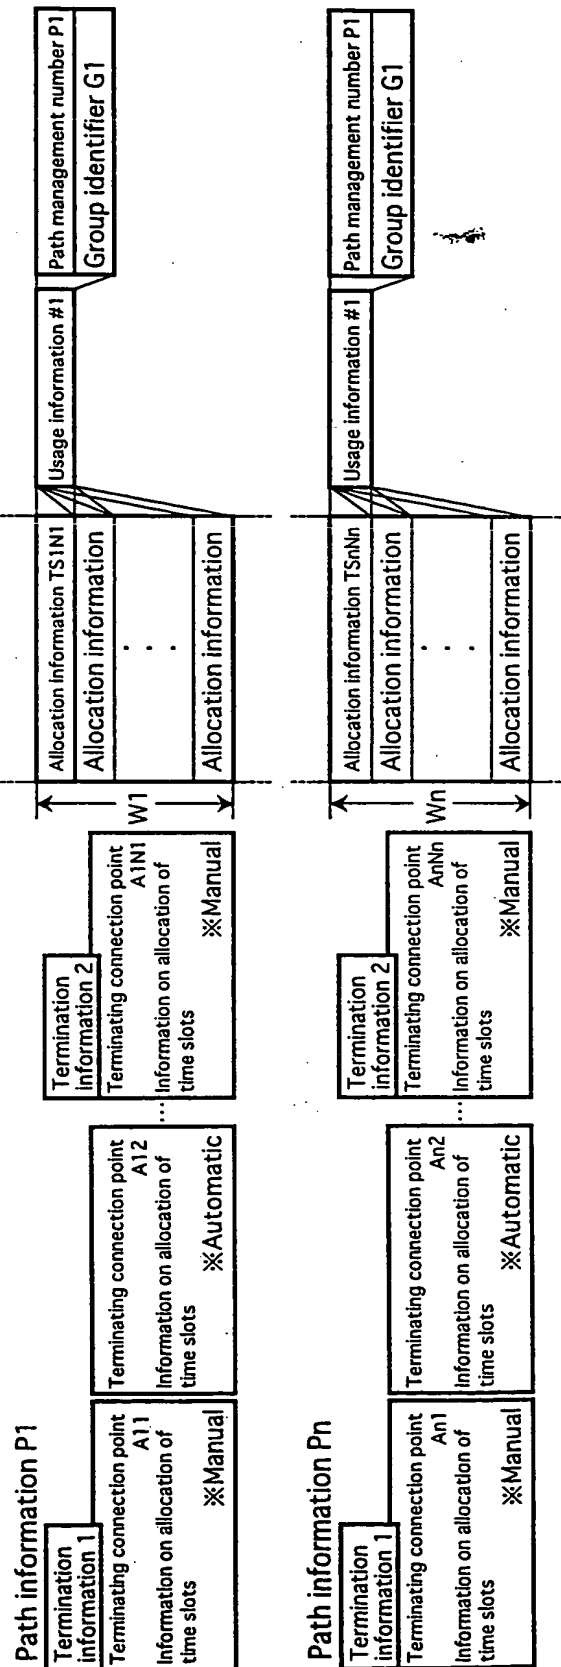 Path information P1
Termination
information 1
Terminating connection point
A11
Information on allocation of
time slots
※Manual
Terminating connection point
A12
Information on allocation of
time slots
※Automatic
....
Termination
information 2
Terminating connection point
A1N1
Information on allocation of
time slots
※Manual
W1
Allocation information TS1N1
Allocation information
. . .
Allocation information
Usage information #1
Path management number P1
Group identifier G1
Path information Pn
Termination
information 1
Terminating connection point
An1
Information on allocation of
time slots
※Manual
Terminating connection point
An2
Information on allocation of
time slots
※Automatic
....
Termination
information 2
Terminating connection point
AnNn
Information on allocation of
time slots
※Manual
Wn
Allocation information TSnNn
Allocation information
. . .
Allocation information
Usage information #1
Path management number P1
Group identifier G1